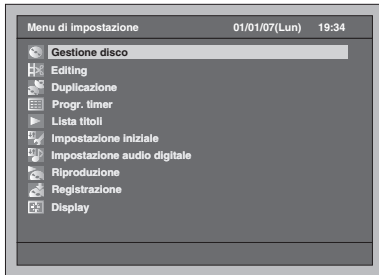 Menu di impostazione 01/01/07(Lun) 19:34
Gestione disco
Editing
Duplicazione
Progr. timer
Lista titoli
Impostazione iniziale
Impostazione audio digitale
Riproduzione
Registrazione
Display